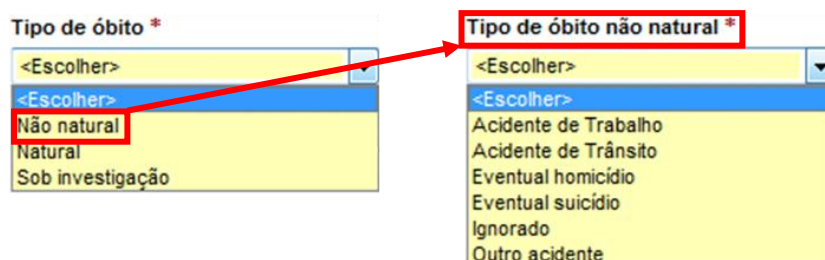 Tipo de óbito *
<Escolher>
<Escolher>
Não natural
Natural
Sob investigação
Tipo de óbito não natural *
<Escolher>
<Escolher>
Acidente de Trabalho
Acidente de Trânsito
Eventual homicídio
Eventual suicídio
Ignorado
Outro acidente